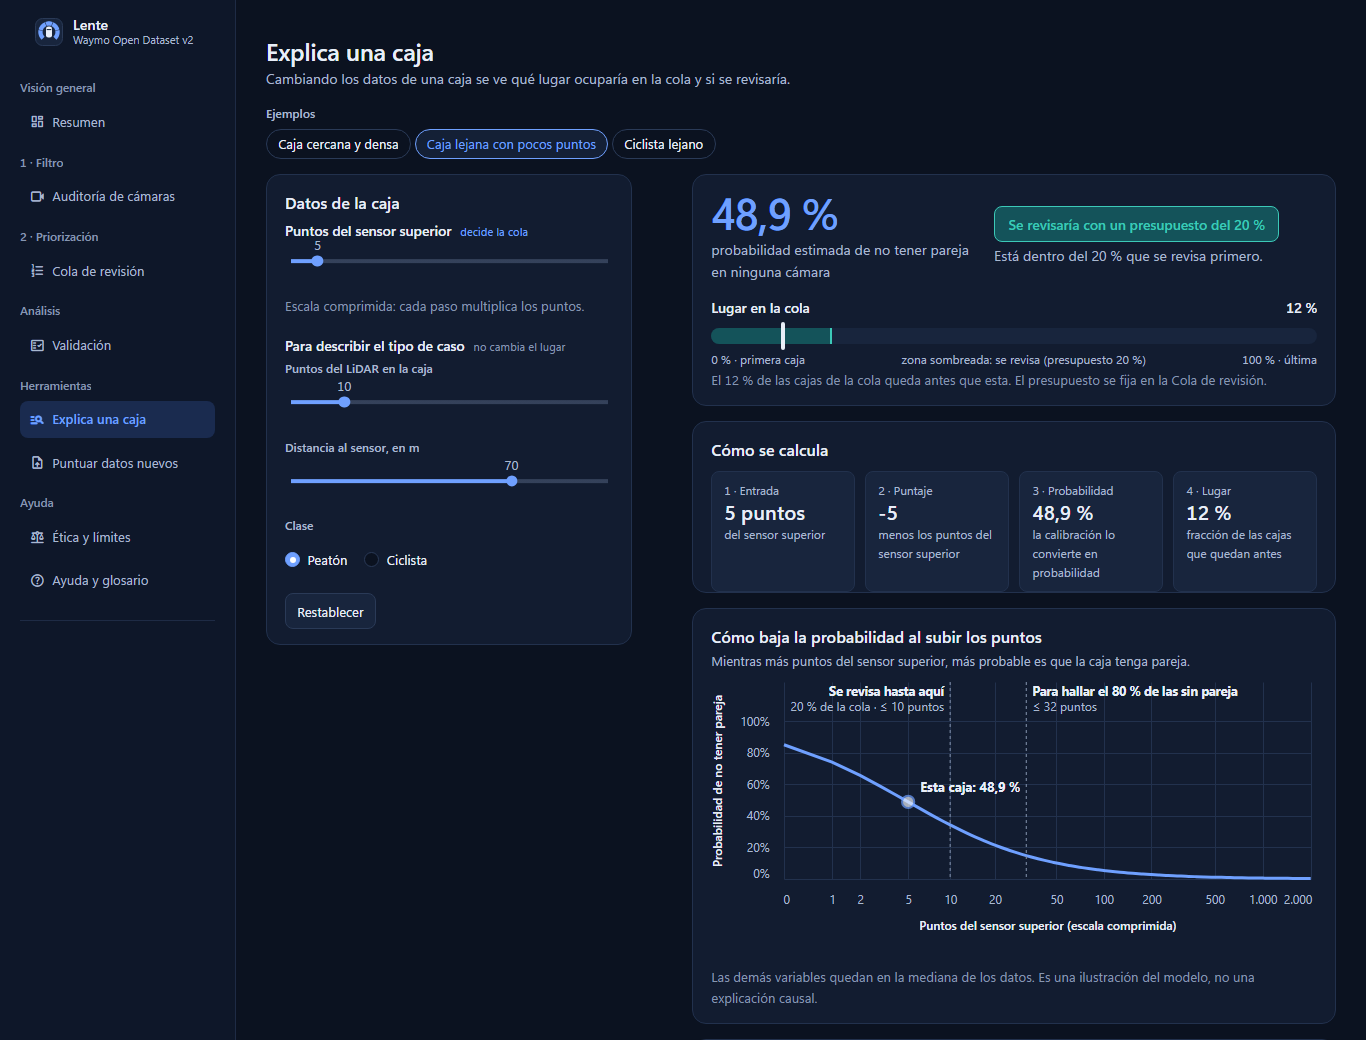 Lente
Waymo Open Dataset v2
Visión general
Resumen
1 · Filtro
Auditoría de cámaras
2 · Priorización
Cola de revisión
Análisis
Validación
Herramientas
Explica una caja
Puntuar datos nuevos
Ayuda
Ética y límites
Ayuda y glosario
Explica una caja
Cambiando los datos de una caja se ve qué lugar ocuparía en la cola y si se revisaría.
Ejemplos
Caja cercana y densa
Caja lejana con pocos puntos
Ciclista lejano
Datos de la caja
Puntos del sensor superior decide la cola
5
Escala comprimida: cada paso multiplica los puntos.
Para describir el tipo de caso no cambia el lugar
Puntos del LiDAR en la caja
10
Distancia al sensor, en m
70
Clase
Peatón
Ciclista
Restablecer
48,9 %
probabilidad estimada de no tener pareja
en ninguna cámara
Se revisaría con un presupuesto del 20 %
Está dentro del 20 % que se revisa primero.
Lugar en la cola
12 %
0 % · primera caja
zona sombreada: se revisa (presupuesto 20 %)
100 % · última
El 12 % de las cajas de la cola queda antes que esta. El presupuesto se fija en la Cola de revisión.
Cómo se calcula
1 · Entrada
5 puntos
del sensor superior
2 · Puntaje
-5
menos los puntos del
sensor superior
3 · Probabilidad
48,9 %
la calibración lo
convierte en
probabilidad
4 · Lugar
12 %
fracción de las cajas
que quedan antes
Cómo baja la probabilidad al subir los puntos
Mientras más puntos del sensor superior, más probable es que la caja tenga pareja.
Se revisa hasta aquí
20 % de la cola · ≤ 10 puntos
Para hallar el 80 % de las sin pareja
≤ 32 puntos
Esta caja: 48,9 %
Probabilidad de no tener pareja
100%
80%
60%
40%
20%
0%
0 1 2 5 10 20 50 100 200 500 1.000 2.000
Puntos del sensor superior (escala comprimida)
Las demás variables quedan en la mediana de los datos. Es una ilustración del modelo, no una
explicación causal.